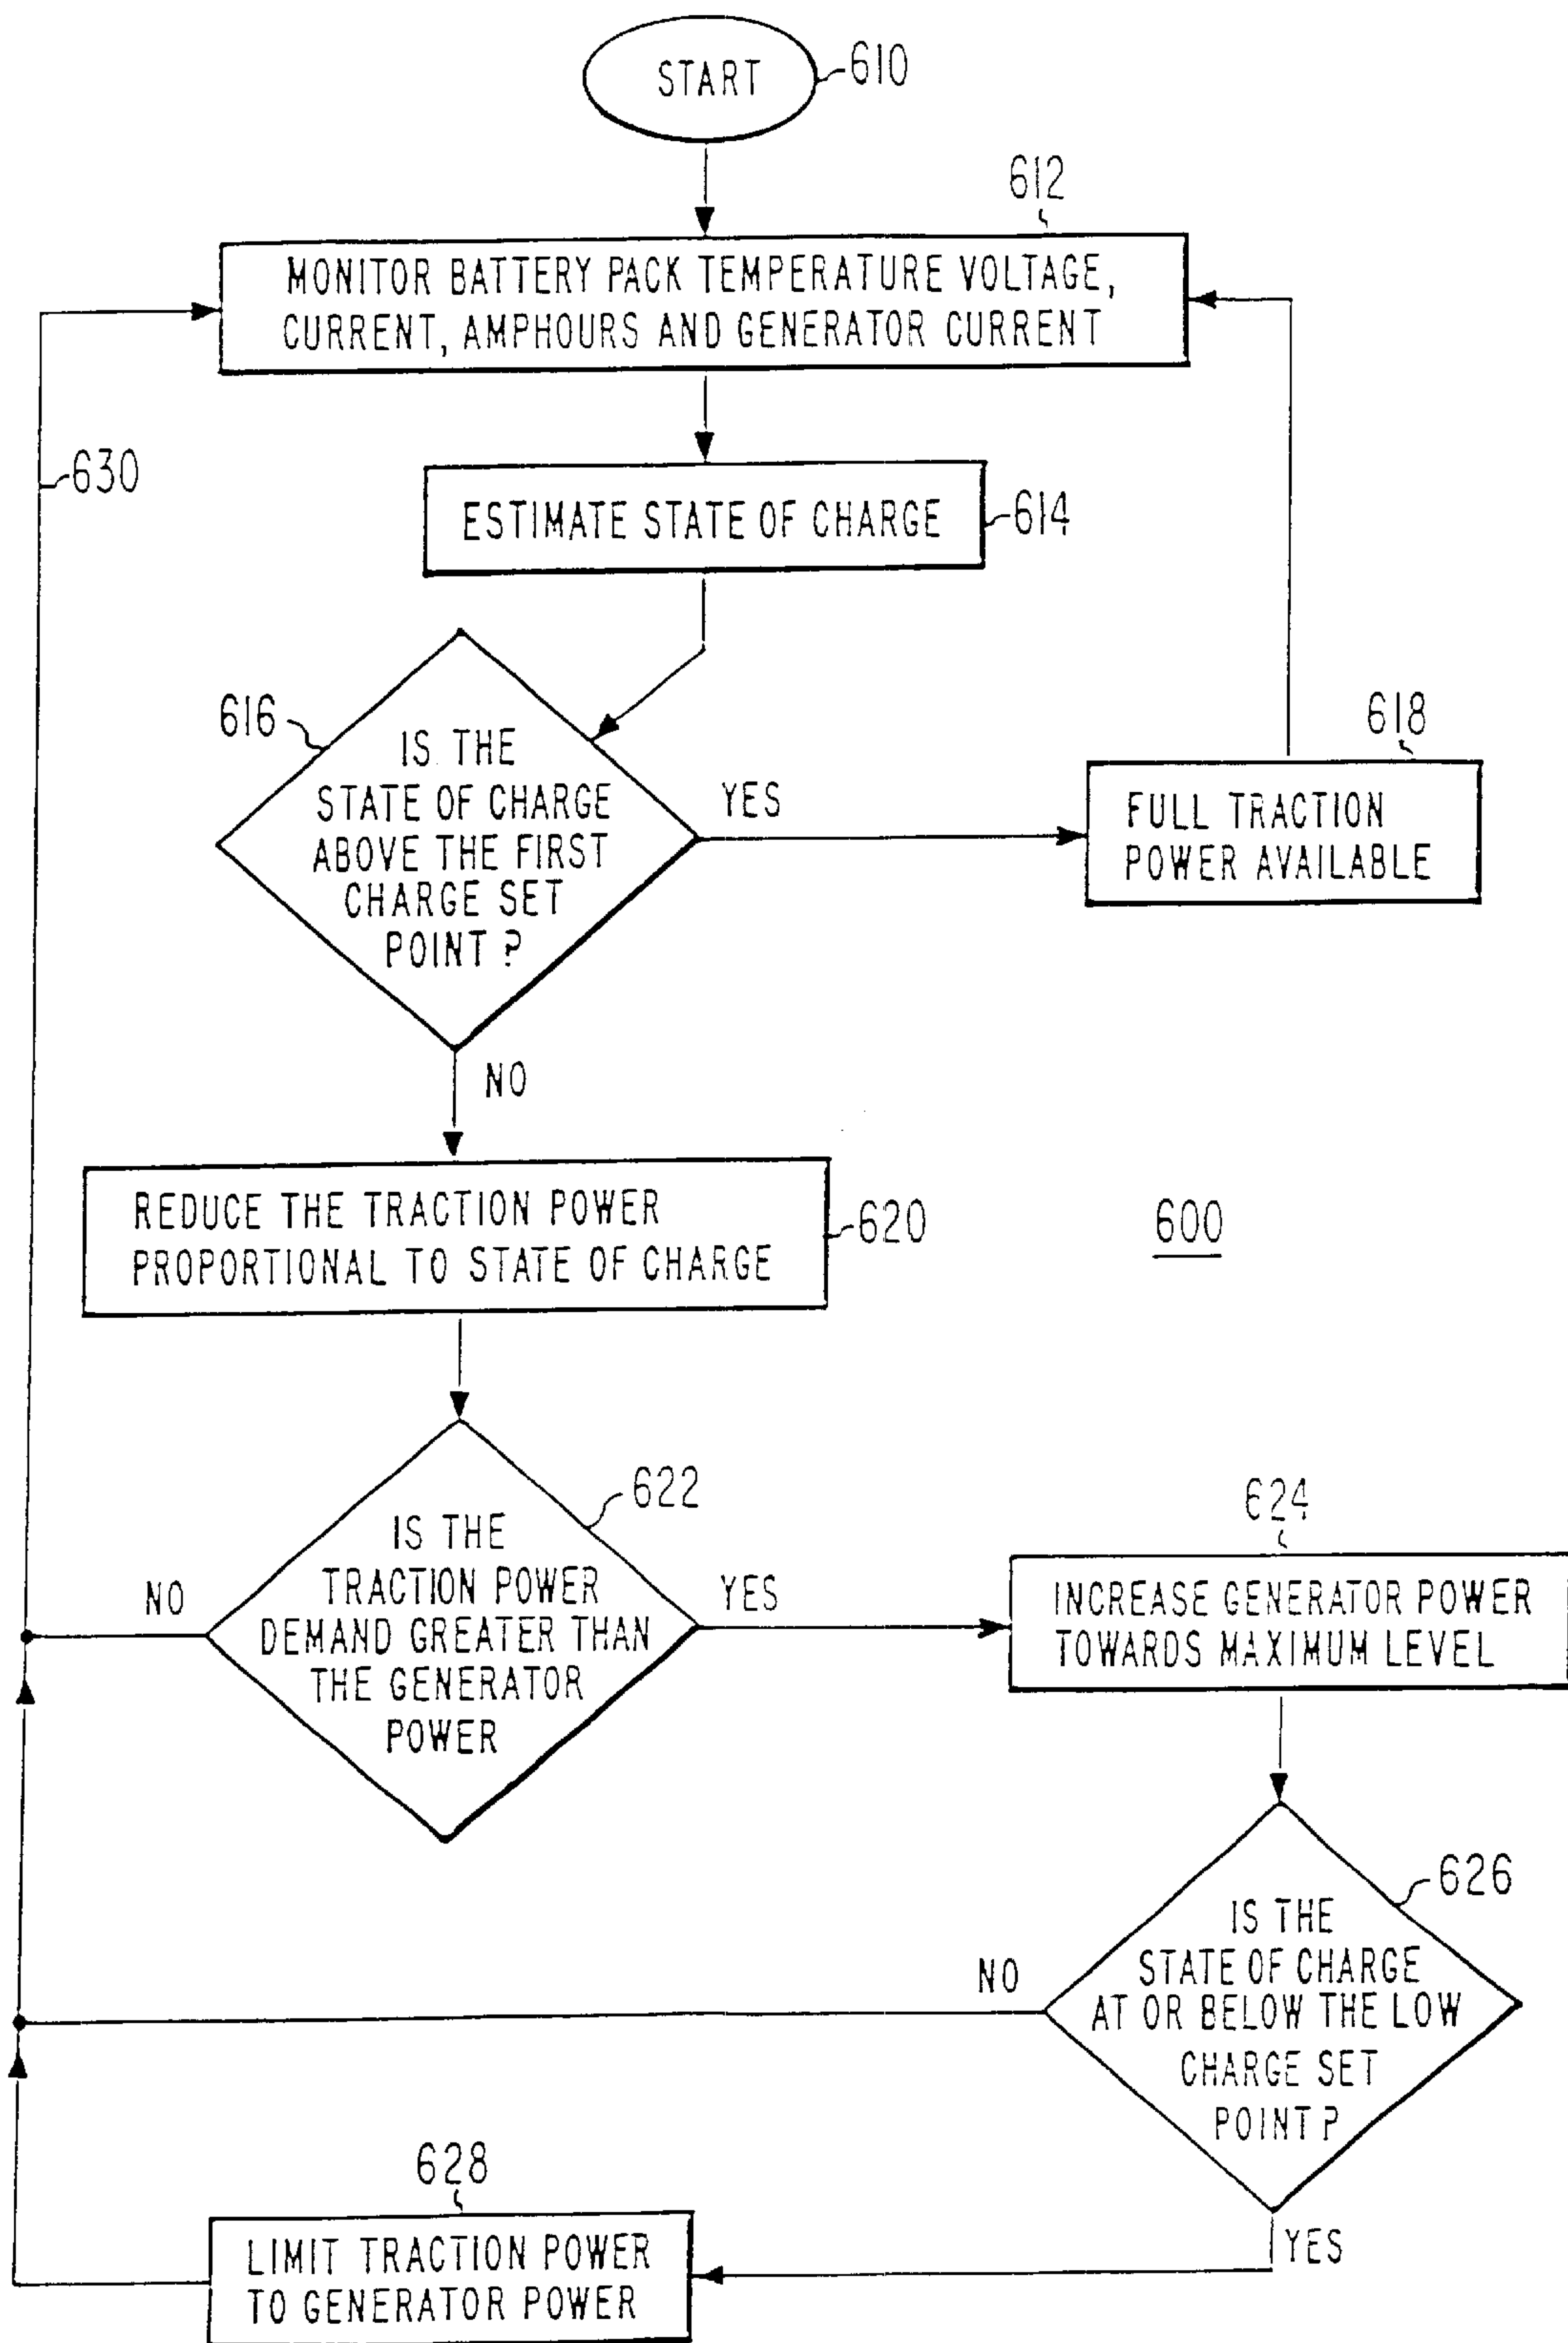 START
610
612
MONITOR BATTERY PACK TEMPERATURE VOLTAGE,
CURRENT, AMPHOURS AND GENERATOR CURRENT
630
ESTIMATE STATE OF CHARGE
614
616
IS THE
STATE OF CHARGE
ABOVE THE FIRST
CHARGE SET
POINT?
YES
618
FULL TRACTION
POWER AVAILABLE
NO
REDUCE THE TRACTION POWER
PROPORTIONAL TO STATE OF CHARGE
620
600
622
IS THE
TRACTION POWER
DEMAND GREATER THAN
THE GENERATOR
POWER
NO
YES
624
INCREASE GENERATOR POWER
TOWARDS MAXIMUM LEVEL
626
IS THE
STATE OF CHARGE
AT OR BELOW THE LOW
CHARGE SET
POINT?
NO
YES
628
LIMIT TRACTION POWER
TO GENERATOR POWER